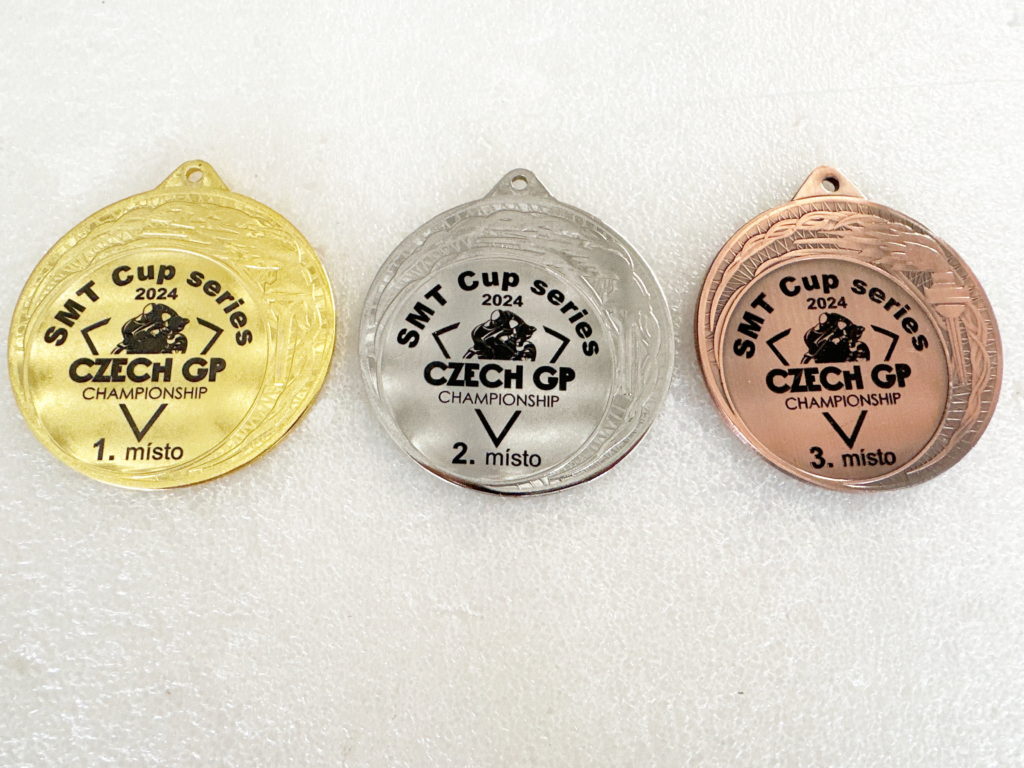 SMT Cup series
2024
CZECH GP
CHAMPIONSHIP
1. místo
SMT Cup series
2024
CZECH GP
CHAMPIONSHIP
2. místo
SMT Cup series
2024
CZECH GP
CHAMPIONSHIP
3. místo